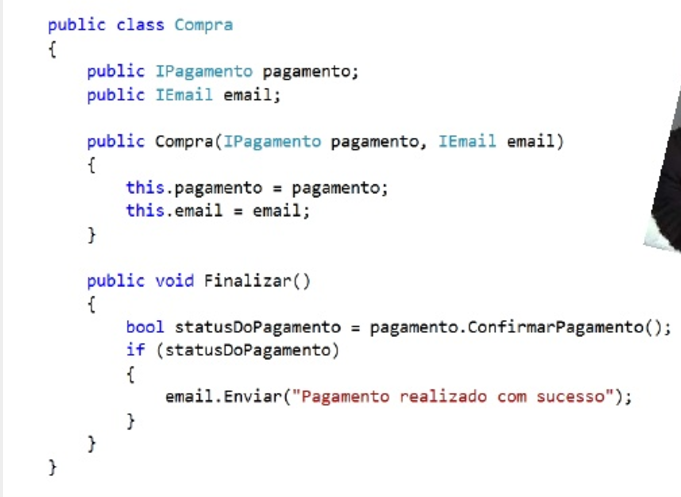 public class Compra
{
public IPagamento pagamento;
public IEmail email;
public Compra(IPagamento pagamento, IEmail email)
{
this.pagamento = pagamento;
this.email = email;
}
public void Finalizar()
{
bool statusDoPagamento = pagamento.ConfirmarPagamento();
if (statusDoPagamento)
{
email.Enviar("Pagamento realizado com sucesso");
}
}
}